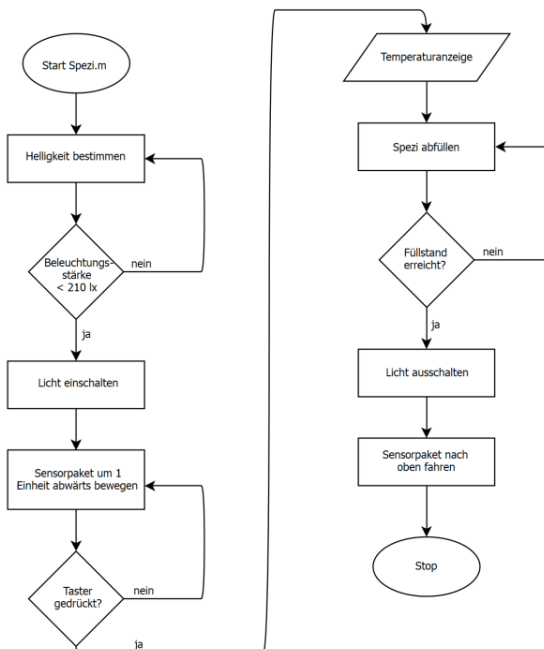 Start Spezi.m
Helligkeit bestimmen
Beleuchtungs-
stärke
< 210 lx
nein
ja
Licht einschalten
Sensorpaket um 1
Einheit abwärts bewegen
Taster
gedrückt?
nein
ja
Temperaturanzeige
Spezi abfüllen
Füllstand
erreicht?
nein
ja
Licht ausschalten
Sensorpaket nach
oben fahren
Stop